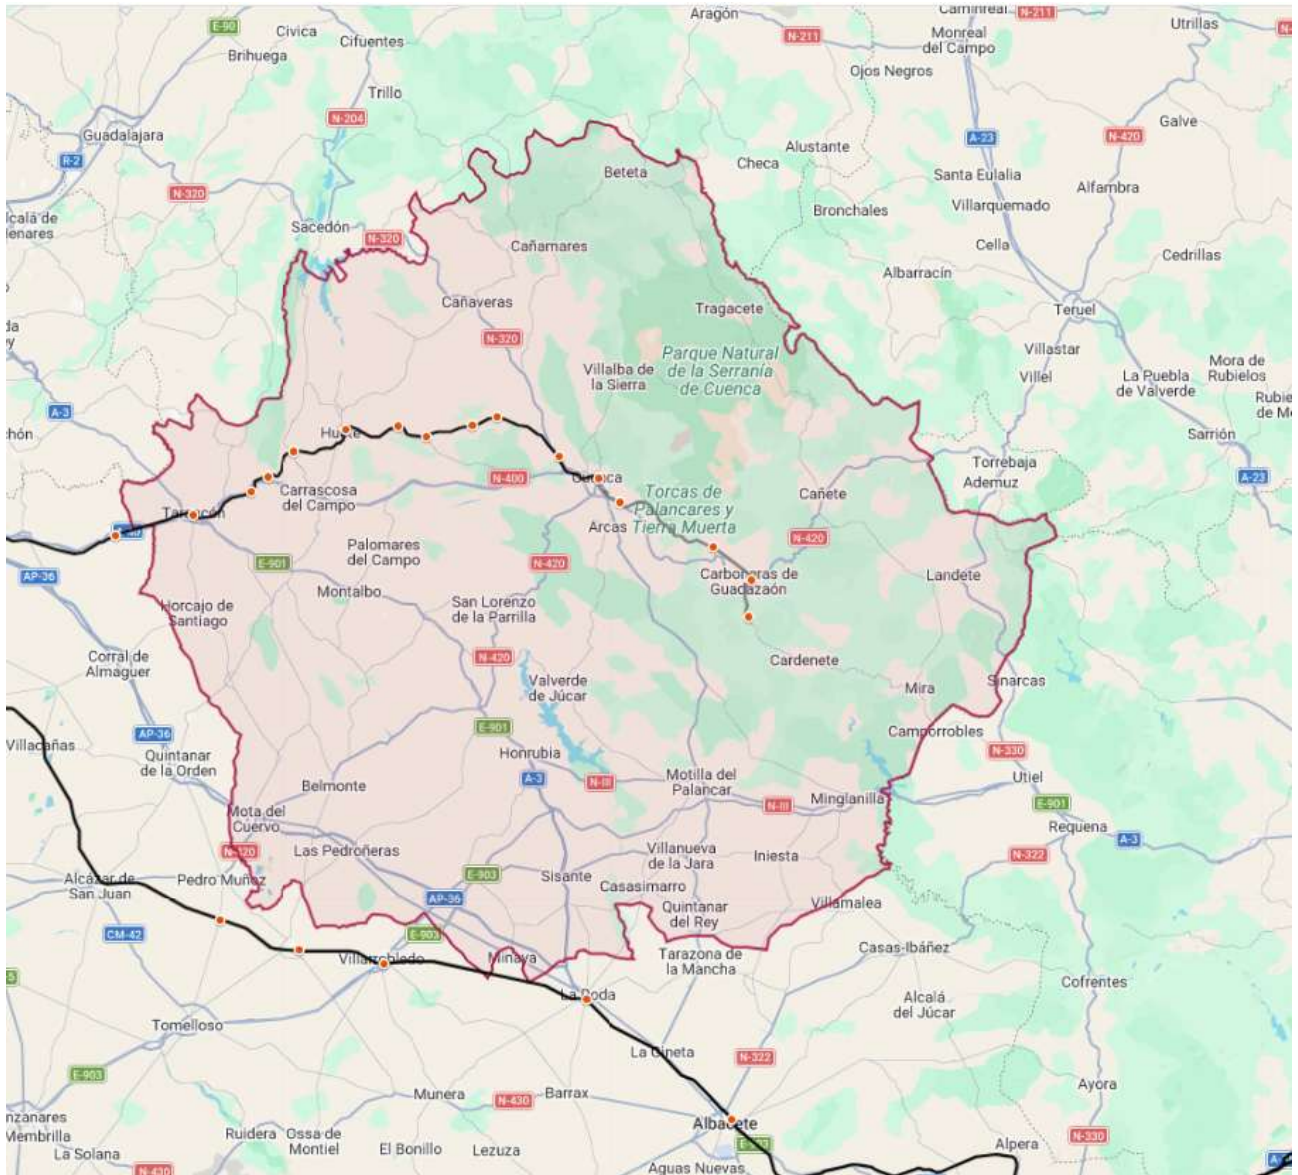 Aragón
Caminreal
N-211
Utrillas
E-90
Civica
Cifuentes
N-211
Monreal
del Campo
Brihuega
Ojos Negros
Trillo
N-204
Guadalajara
A-23
N-420
Galve
Alustante
R-2
Checa
Beteta
Santa Eulalia
Alfambra
N-320
Villarquemado
Bronchales
Sacedón
N-320
Cañamares
Cella
Cedrillas
Albarracín
Cañaveras
Tragacete
Teruel
N-320
Parque Natural
de la Serranía
de Cuenca
Villastar
Villalba de
la Sierra
Villel
La Puebla
de Valverde
Mora de
Rubielos
A-3
Huete
Sarrión
Torrebaja
Ademuz
A-23
N-400
Cuenca
Carrascosa
del Campo
Cañete
Torcas de
Palancares y
Tierra Muerta
Tarancón
Arcas
N-420
Palomares
del Campo
E-901
N-420
AP-36
Carboneras de
Guadazaón
Landete
Montalbo
Horcajo de
Santiago
San Lorenzo
de la Parrilla
Corral de
Almaguer
N-420
Cardenete
Valverde
de Júcar
Mira
Sinarcas
E-901
Camporrobles
AP-36
Villacañas
Honrubia
N-330
Quintanar
de la Orden
A-3
N-III
Motilla del
Palancar
Utiel
Belmonte
N-III
Minglanilla
E-901
Mota del
Cuervo
Requena
A-3
N-420
Las Pedroñeras
Villanueva
de la Jara
Iniesta
N-322
Alcázar de
San Juan
Pedro Muñoz
E-903
Sisante
Casasimarro
AP-36
Quintanar
del Rey
Villamalea
CM-42
E-903
Casas-Ibáñez
Villarrobledo
Minaya
Tarazona de
la Mancha
Cofrentes
La Roda
Alcalá
del Júcar
Tomelloso
La Gineta
N-322
E-903
Ayora
Munera
N-430
Barrax
Membrilla
Albacete
Ruidera
Ossa de
Montiel
El Bonillo
Lezuza
N-330
La Solana
Alpera
N-430
Aguas Nuevas